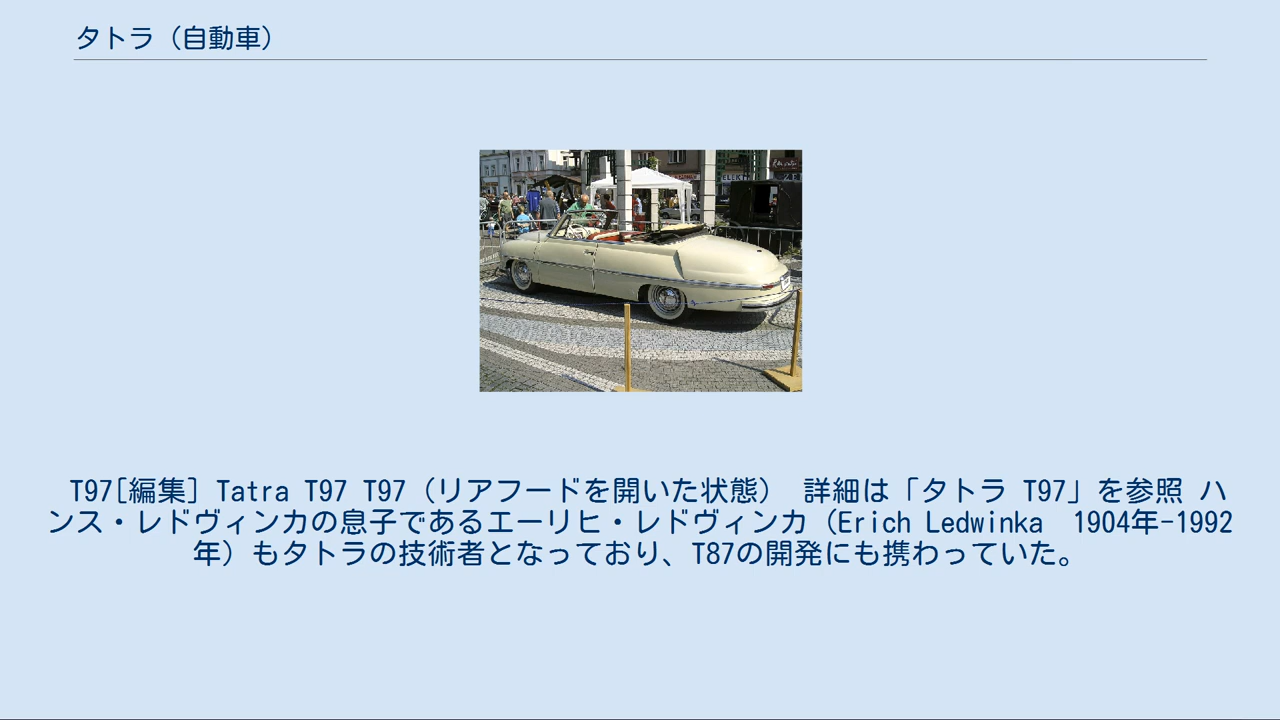 タトラ（自動車）
T97[編集] Tatra T97 T97（リアフードを開いた状態） 詳細は「タトラ T97」を参照 ハ
ンス・レドヴィンカの息子であるエーリヒ・レドヴィンカ（Erich Ledwinka　1904年-1992
年）もタトラの技術者となっており、T87の開発にも携わっていた。